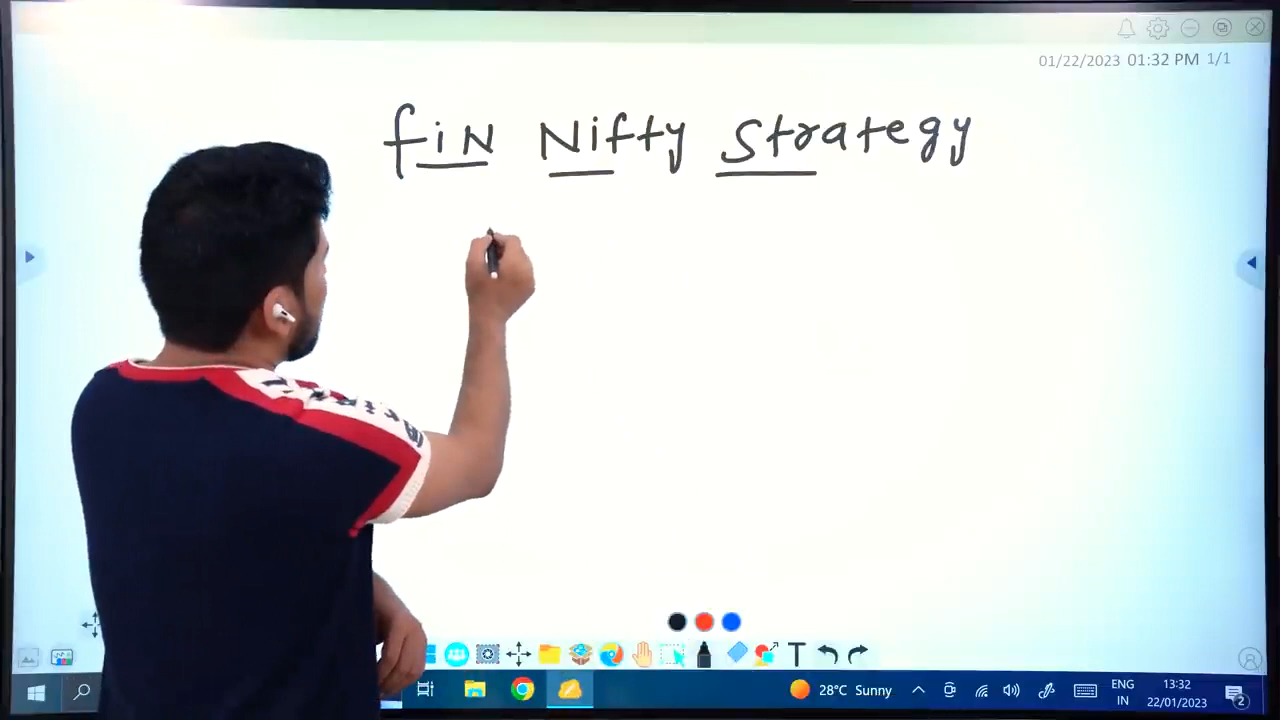 01/22/2023 01:32 PM 1/1
fiN Nifty Strategy
T
28°C Sunny
ENG
IN
13:32
22/01/2023
2